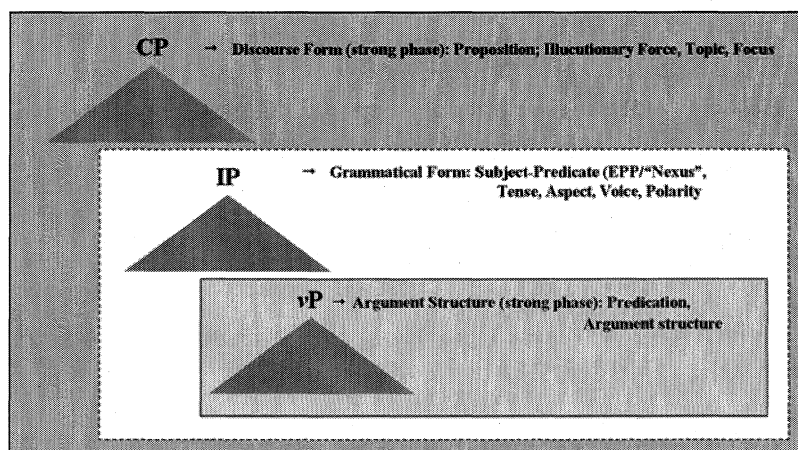 CP → Discourse Form (strong phase): Proposition; Illucutionary Force, Topic, Focus
IP → Grammatical Form: Subject-Predicate (EPP/“Nexus”,
Tense, Aspect, Voice, Polarity
vP → Argument Structure (strong phase): Predication,
Argument structure